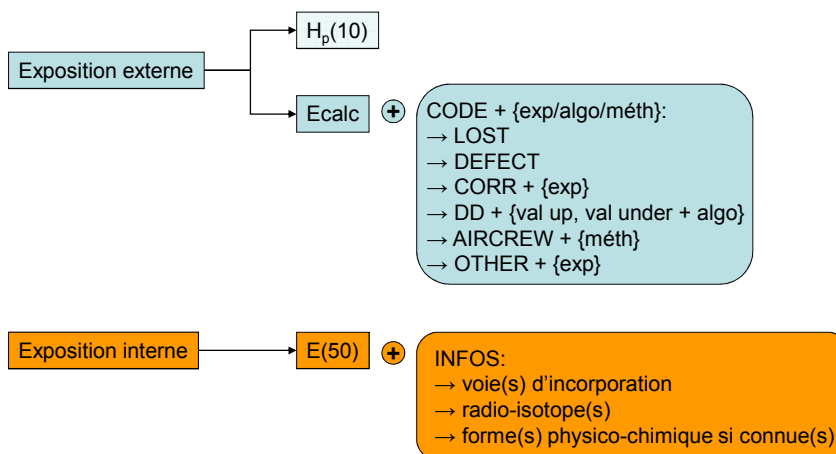 H_p(10)
Exposition externe
Ecalc
+
CODE + {exp/algo/méth}:
→ LOST
→ DEFECT
→ CORR + {exp}
→ DD + {val up, val under + algo}
→ AIRCREW + {méth}
→ OTHER + {exp}
Exposition interne
E(50)
+
INFOS:
→ voie(s) d'incorporation
→ radio-isotope(s)
→ forme(s) physico-chimique si connue(s)